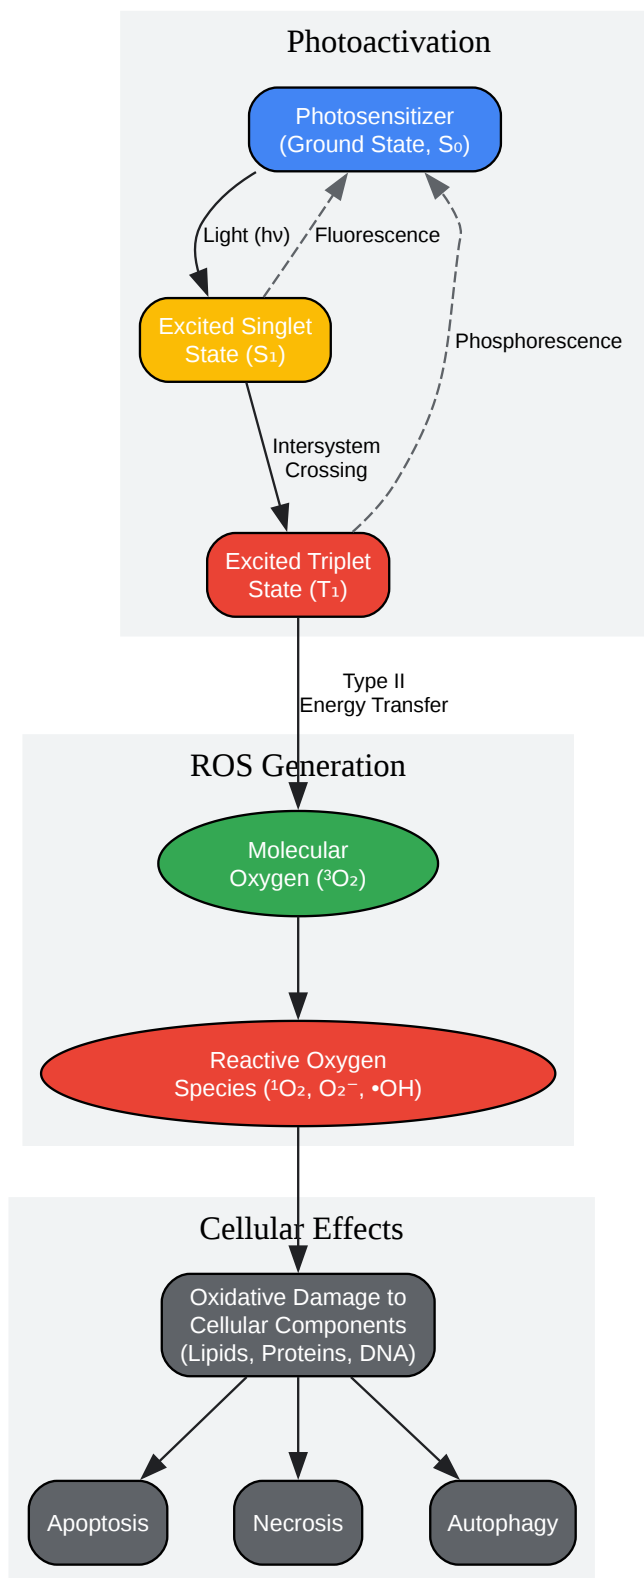 Photoactivation
Photosensitizer
(Ground State, S₀)
Light (hν)
Fluorescence
Excited Singlet
State (S₁)
Phosphorescence
Intersystem
Crossing
Excited Triplet
State (T₁)
Type II
Energy Transfer
ROS Generation
Molecular
Oxygen (³O₂)
Reactive Oxygen
Species (¹O₂, O₂⁻, •OH)
Cellular Effects
Oxidative Damage to
Cellular Components
(Lipids, Proteins, DNA)
Apoptosis
Necrosis
Autophagy